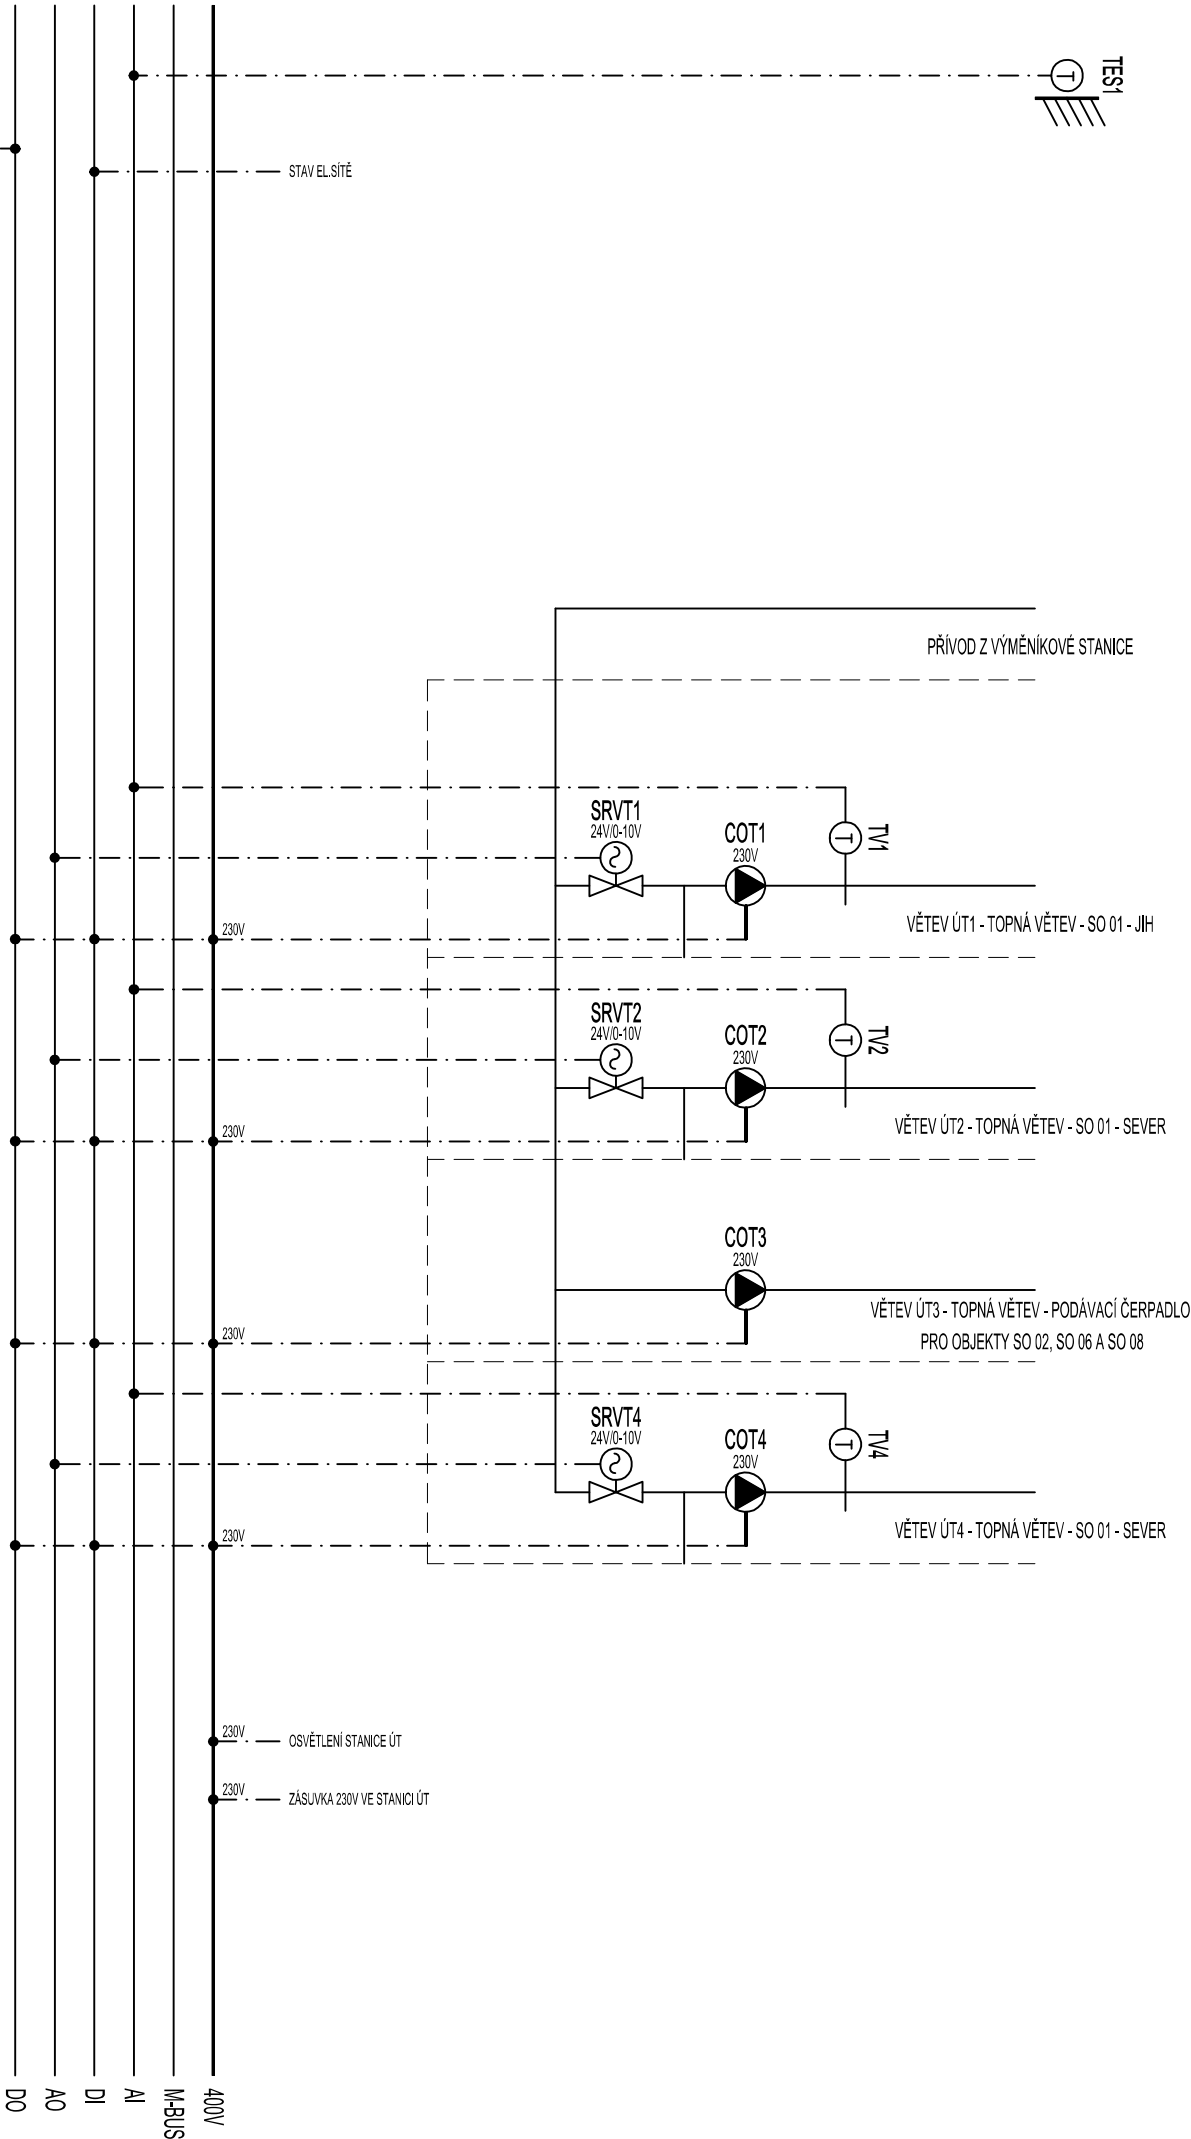 TES1
STAV EL.SÍTĚ
PŘÍVOD Z VÝMĚNÍKOVÉ STANICE
SRVT1
24V/0-10V
COT1
230V
T
TV1
VĚTEV ÚT1 - TOPNÁ VĚTEV - SO 01 - JIH
230V
SRVT2
24V/0-10V
COT2
230V
T
TV2
VĚTEV ÚT2 - TOPNÁ VĚTEV - SO 01 - SEVER
230V
COT3
230V
VĚTEV ÚT3 - TOPNÁ VĚTEV - PODÁVACÍ ČERPADLO
PRO OBJEKTY SO 02, SO 06 A SO 08
230V
SRVT4
24V/0-10V
COT4
230V
T
TV4
VĚTEV ÚT4 - TOPNÁ VĚTEV - SO 01 - SEVER
230V
230V
OSVĚTLENÍ STANICE ÚT
230V
ZÁSUVKA 230V VE STANICI ÚT
DO
AO
DI
AI
M-BUS
400V
T